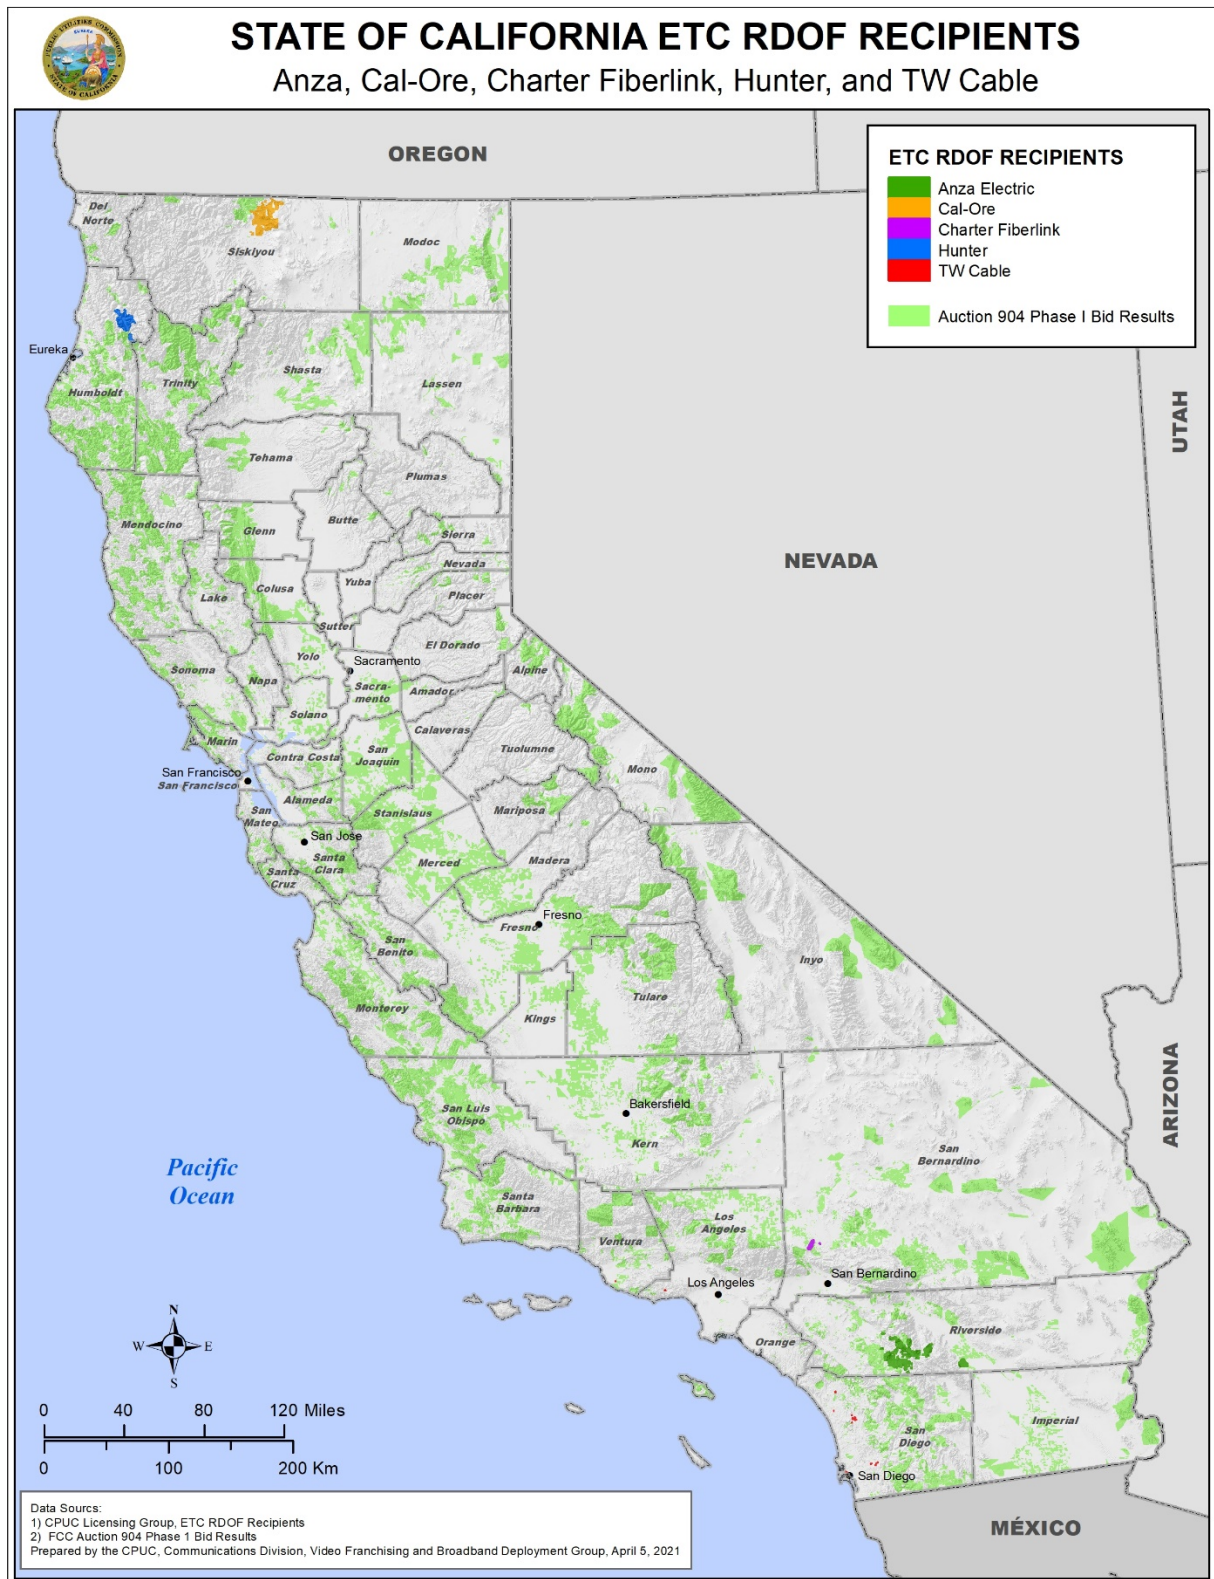 STATE OF CALIFORNIA ETC RDOF RECIPIENTS
Anza, Cal-Ore, Charter Fiberlink, Hunter, and TW Cable
PUBLIC UTILITIES COMMISSION
STATE OF CALIFORNIA
OREGON
ETC RDOF RECIPIENTS
Anza Electric
Cal-Ore
Charter Fiberlink
Hunter
TW Cable
Auction 904 Phase I Bid Results
Del
Norte
Siskiyou
Modoc
Eureka
Humboldt
Trinity
Shasta
Lassen
UTAH
Tehama
Plumas
Mendocino
Glenn
Butte
Sierra
NEVADA
Nevada
Lake
Colusa
Yuba
Placer
Sutter
El Dorado
Yolo
Sacramento
Sonoma
Napa
Sacra-
mento
Amador
Alpine
Solano
Calaveras
Marin
Contra Costa
San
Joaquin
Tuolumne
Mono
San Francisco
San Francisco
Alameda
San
Mateo
Stanislaus
Mariposa
San Jose
Santa
Clara
Santa
Cruz
Merced
Madera
Fresno
Fresno
San
Benito
Inyo
Monterey
Kings
Tulare
ARIZONA
San Luis
Obispo
Bakersfield
Kern
San
Bernardino
Pacific
Ocean
Santa
Barbara
Ventura
Los
Angeles
Los Angeles
San Bernardino
Orange
Riverside
N
W
E
S
San
Diego
Imperial
San Diego
0 40 80 120 Miles
0 100 200 Km
MÉXICO
Data Sourcs:
1) CPUC Licensing Group, ETC RDOF Recipients
2) FCC Auction 904 Phase 1 Bid Results
Prepared by the CPUC, Communications Division, Video Franchising and Broadband Deployment Group, April 5, 2021